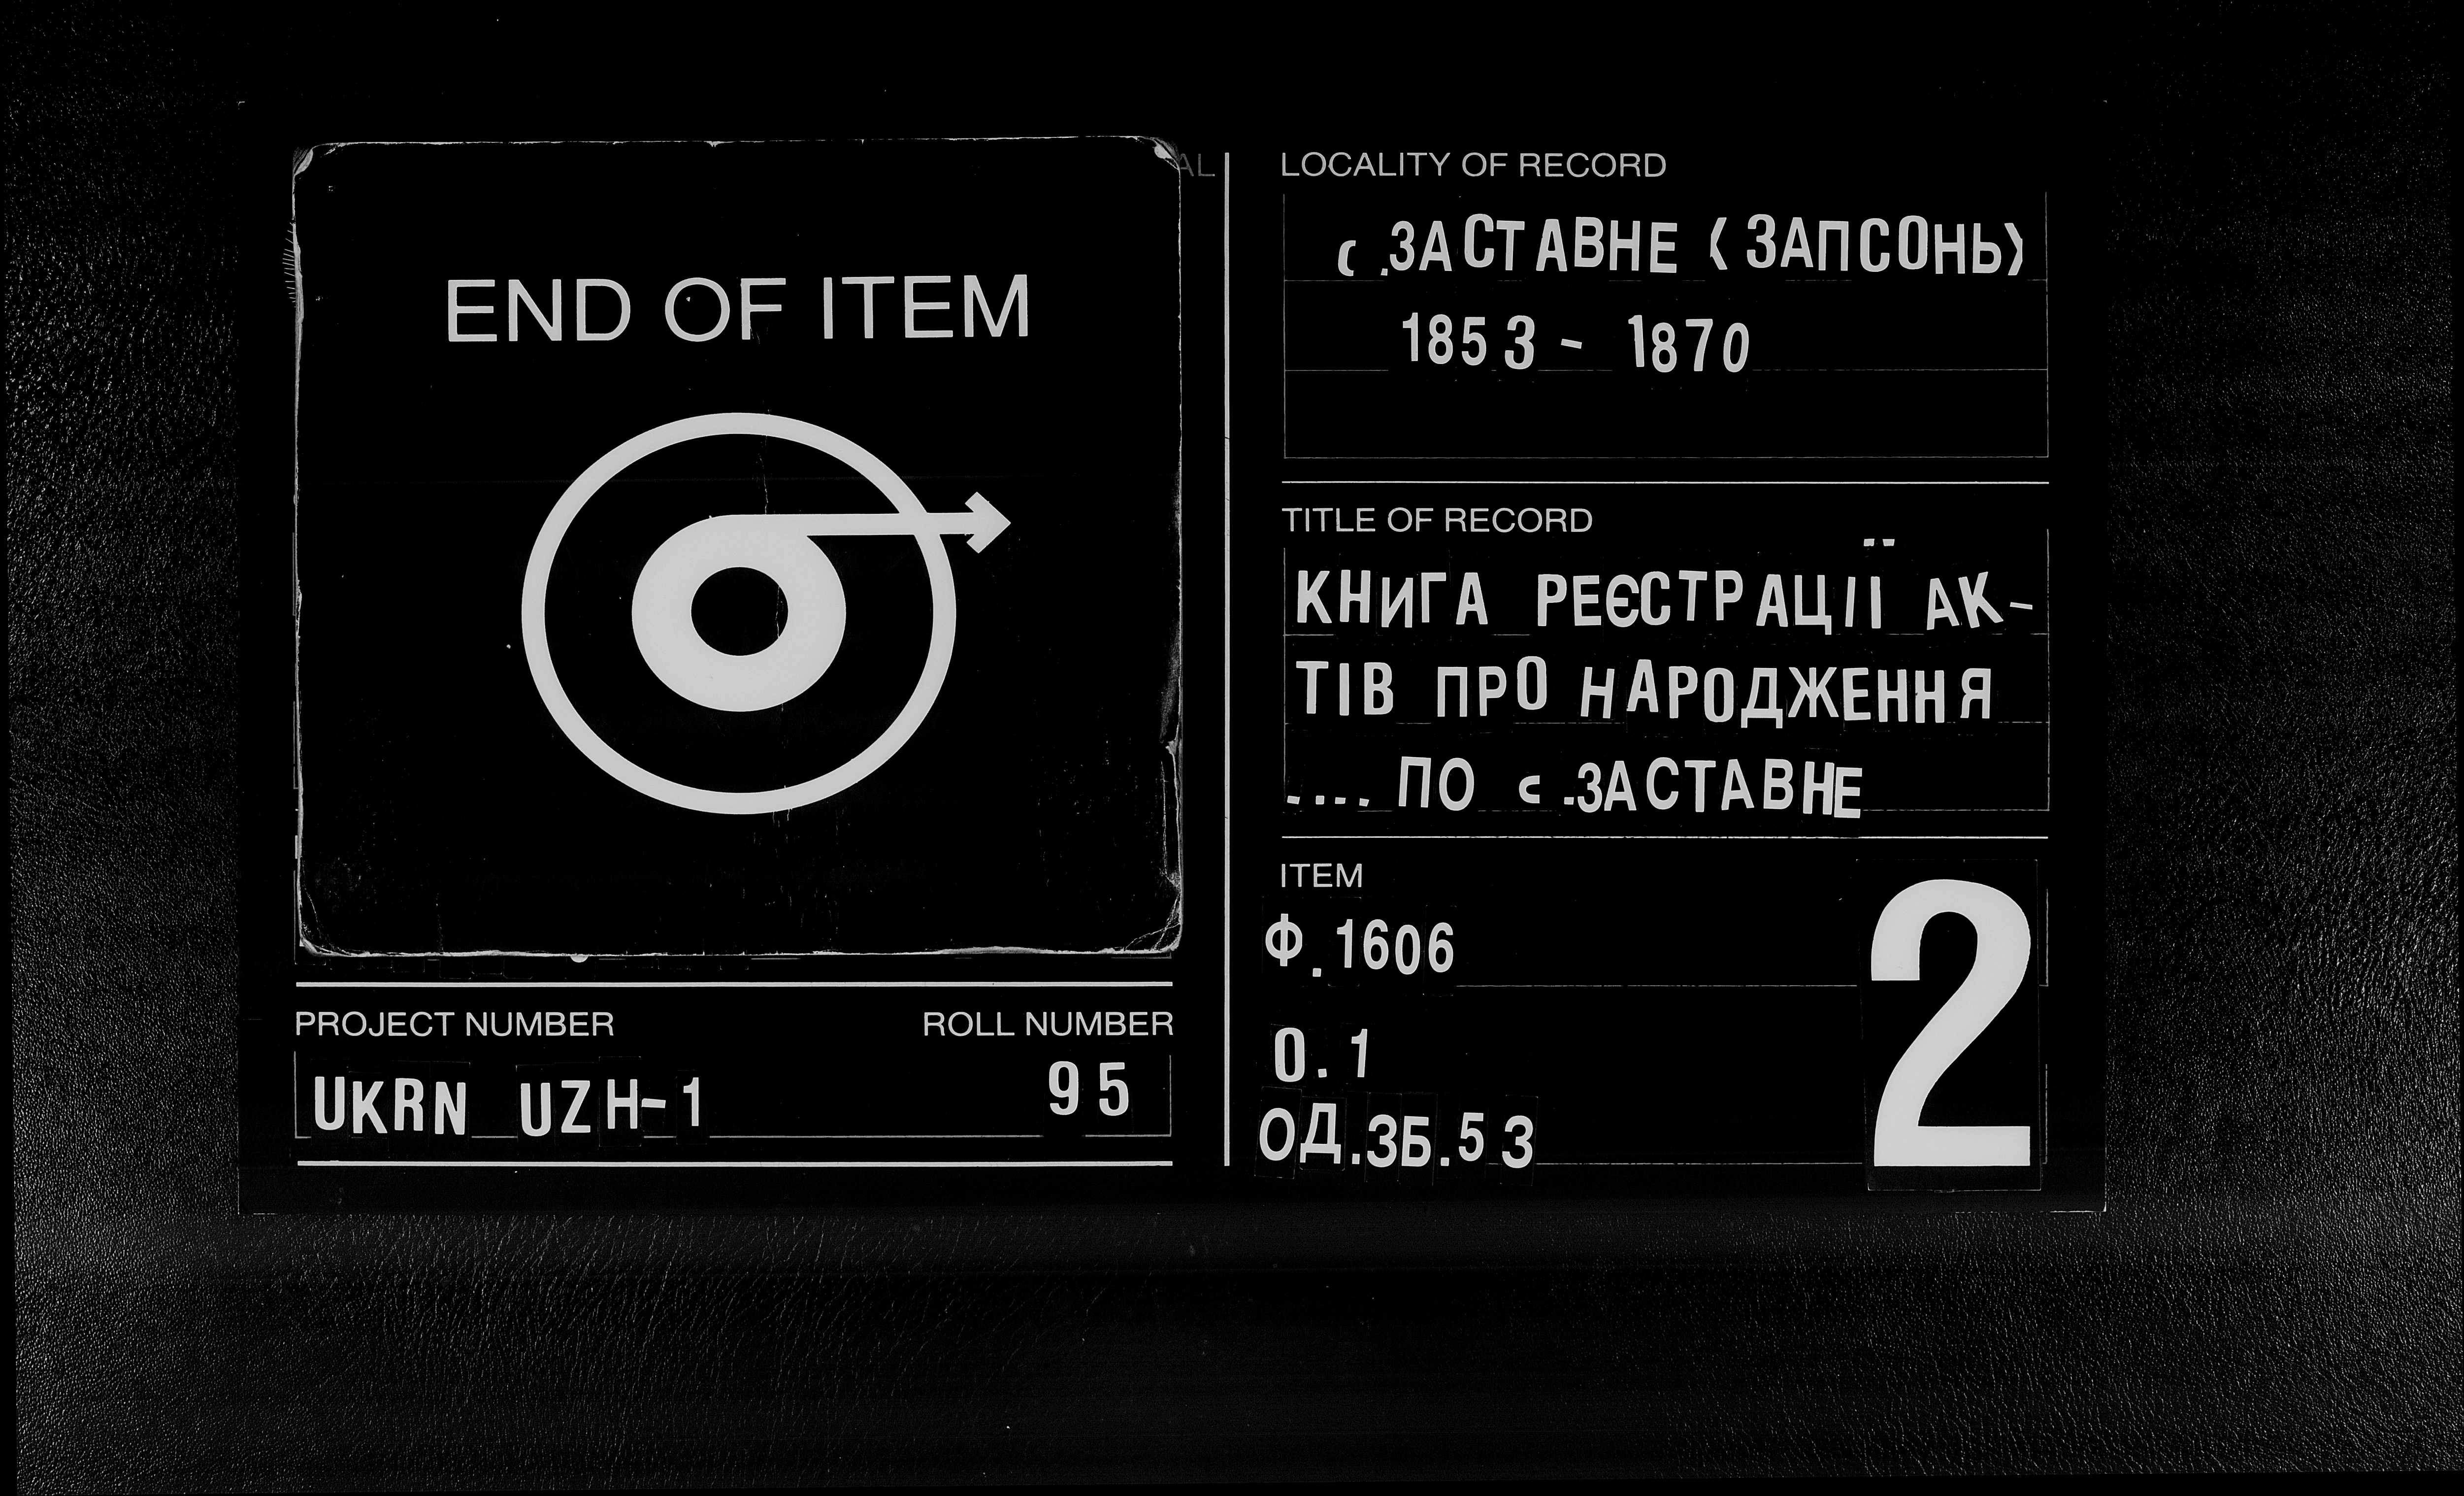 END OF ITEM
PROJECT NUMBER ROLL NUMBER
UKRN UZH-1 95
AL
LOCALITY OF RECORD
с.ЗАСТАВНЕ (ЗАПСОНЬ)
1853 - 1870
TITLE OF RECORD
КНИГА РЕЄСТРАЦІЇ АК-
ТІВ ПРО НАРОДЖЕННЯ
.... ПО с.ЗАСТАВНЕ
ITEM
Ф.1606
О.1
ОД.ЗБ.53
2